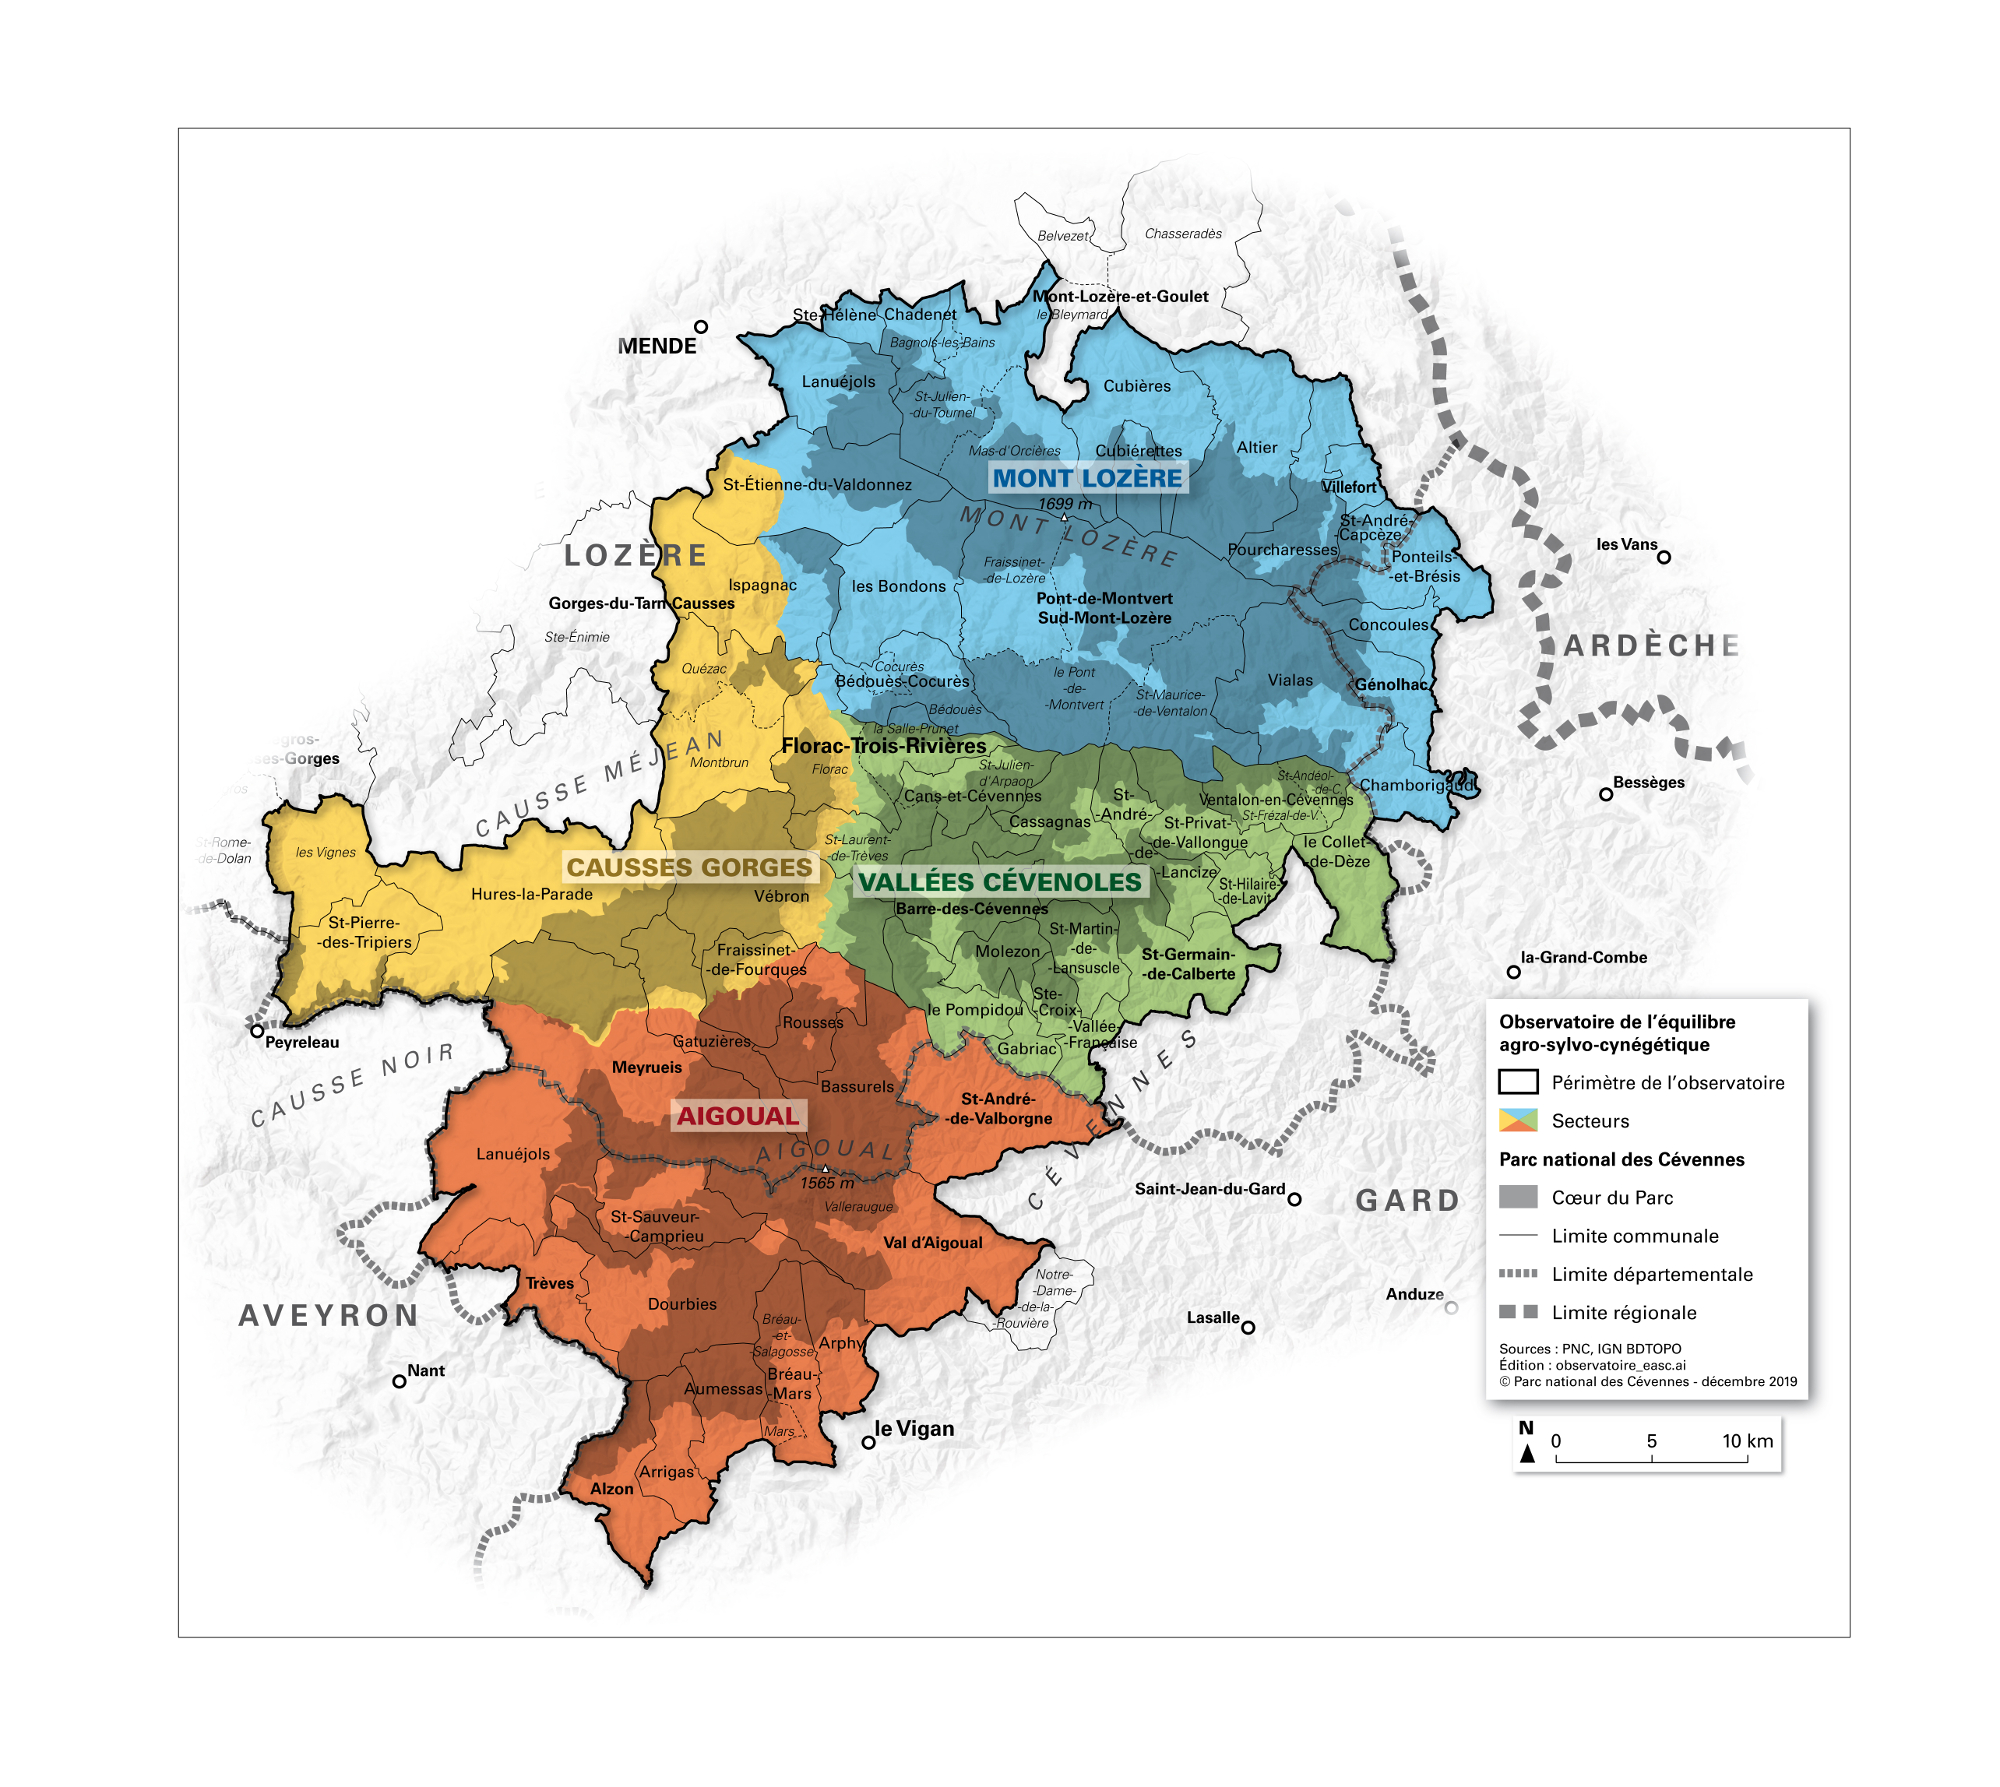 Belvezet
Chasseradès
Mont-Lozère-et-Goulet
le Bleymard
Ste-Hélène
Chadenet
MENDE
Bagnols-les-Bains
Lanuéjols
Cubières
St-Julien-
-du-Tournel
Mas-d'Orcières
Cubiérettes
Altier
MONT LOZÈRE
St-Étienne-du-Valdonnez
Villefort
1699 m
MONT LOZÈRE
St-André-
-Capcèze
LOZÈRE
Pourcharesses
Ponteils-
-et-Brésis
les Vans
Fraissinet-
-de-Lozère
Ispagnac
les Bondons
Gorges-du-Tarn Causses
Pont-de-Montvert
Sud-Mont-Lozère
Ste-Énimie
Concoules
ARDÈCHE
Quézac
Cocurès
Bédouès-Cocurès
le Pont
-de-
-Montvert
St-Maurice-
-de-Ventalon
Vialas
Génolhac
Bédouès
la Salle-Prunet
Florac-Trois-Rivières
CAUSSE MÉJEAN
Montbrun
Florac
St-Julien-
d'Arpaon
St-Andéol-
-de-C.
Chamborigaud
Bessèges
-Gorges
Cans-et-Cévennes
St-
-André-
-de-
-Lancize
Ventalon-en-Cévennes
St-Frézal-de-V.
Cassagnas
St-Privat-
-de-Vallongue
le Collet-
-de-Dèze
St-Rome-
-de-Dolan
les Vignes
St-Laurent-
-de-Trèves
CAUSSES GORGES
VALLÉES CÉVENOLES
Hures-la-Parade
Vébron
St-Hilaire-
-de-Lavit
Barre-des-Cévennes
St-Pierre-
-des-Tripiers
Fraissinet-
-de-Fourques
Molezon
St-Martin-
-de-
-Lansuscle
St-Germain-
-de-Calberte
la-Grand-Combe
le Pompidou
Ste-
-Croix-
-Vallée-
-Française
Peyreleau
Rousses
Gatuzières
Gabriac
CAUSSE NOIR
Meyrueis
Bassurels
CÉVENNES
AIGOUAL
St-André-
-de-Valborgne
AIGOUAL
Lanuéjols
1565 m
Saint-Jean-du-Gard
GARD
Valleraugue
St-Sauveur-
-Camprieu
Val d'Aigoual
Trèves
Notre-
-Dame-
-de-la-
-Rouvière
Dourbies
AVEYRON
Anduze
Lasalle
Bréau-
-et-
-Salagosse
Arphy
Nant
Aumessas
Bréau-
-Mars
Mars
le Vigan
Arrigas
Alzon
Observatoire de l'équilibre
agro-sylvo-cynégétique
Périmètre de l'observatoire
Secteurs
Parc national des Cévennes
Cœur du Parc
Limite communale
Limite départementale
Limite régionale
Sources : PNC, IGN BDTOPO
Édition : observatoire_easc.ai
© Parc national des Cévennes - décembre 2019
N
0 5 10 km